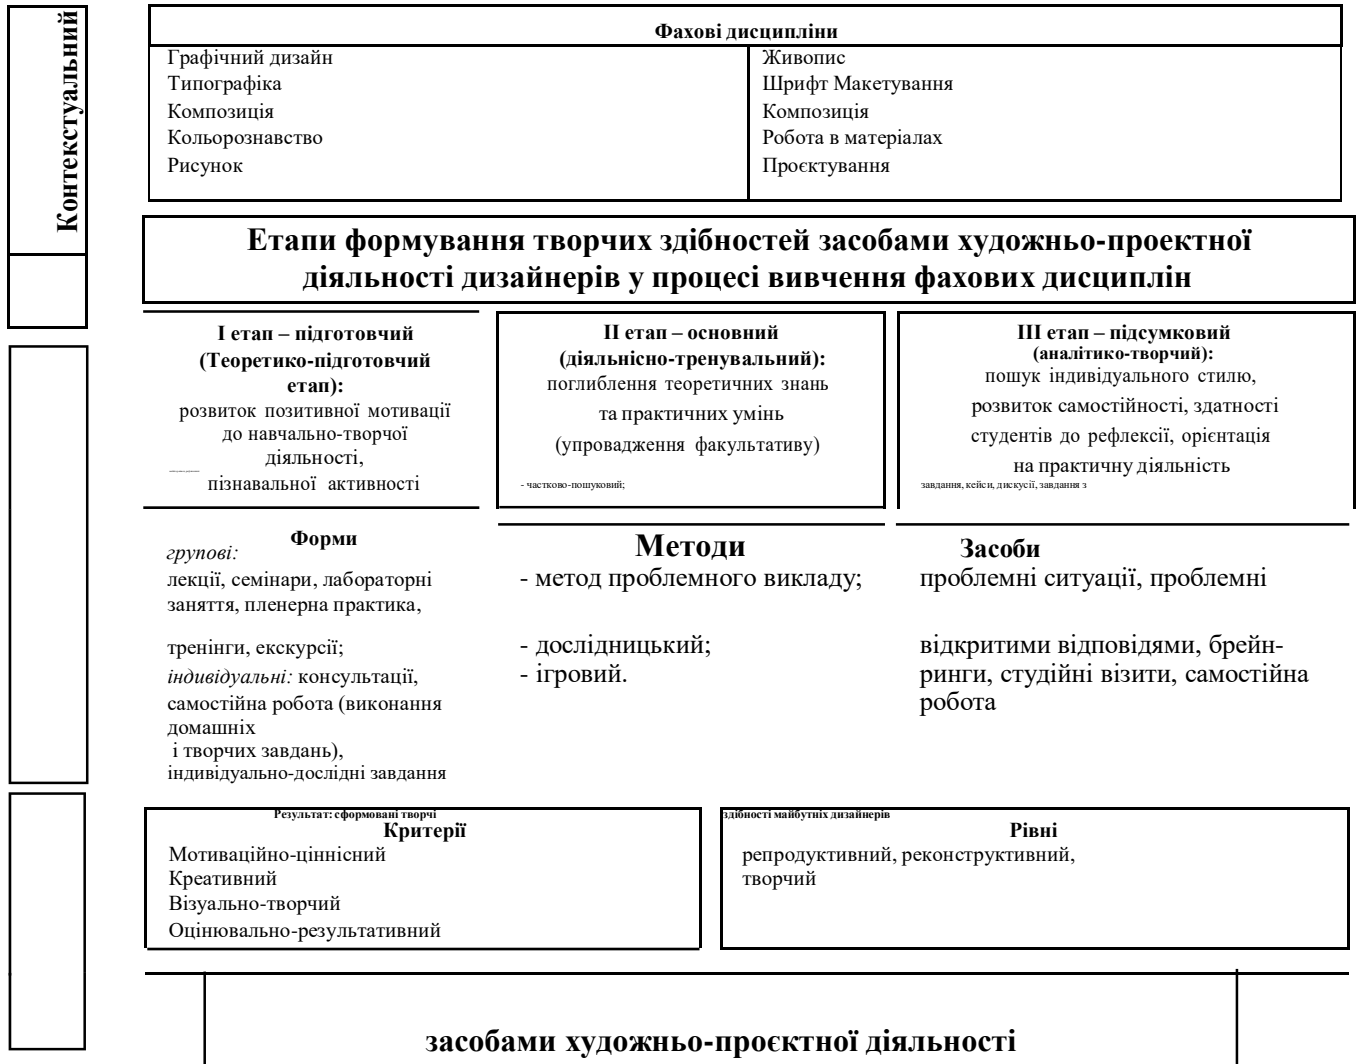 Контекстуальний
Фахові дисципліни
Графічний дизайн
Типографіка
Композиція
Кольорознавство
Рисунок
Живопис
Шрифт Макетування
Композиція
Робота в матеріалах
Проєктування
Етапи формування творчих здібностей засобами художньо-проектної
діяльності дизайнерів у процесі вивчення фахових дисциплін
І етап – підготовчий
(Теоретико-підготовчий
етап):
розвиток позитивної мотивації
до навчально-творчої
діяльності,
пізнавальної активності
ІІ етап – основний
(діяльнісно-тренувальний):
поглиблення теоретичних знань
та практичних умінь
(упровадження факультативу)
- частково-пошуковий;
ІІІ етап – підсумковий
(аналітико-творчий):
пошук індивідуального стилю,
розвиток самостійності, здатності
студентів до рефлексії, орієнтація
на практичну діяльність
завдання, кейси, дискусії, завдання з
Форми
групові:
лекції, семінари, лабораторні
заняття, пленерна практика,
тренінги, екскурсії;
індивідуальні: консультації,
самостійна робота (виконання
домашніх
і творчих завдань),
індивідуально-дослідні завдання
Методи
- метод проблемного викладу;
- дослідницький;
- ігровий.
Засоби
проблемні ситуації, проблемні
відкритими відповідями, брейн-
ринги, студійні візити, самостійна
робота
Результат: сформовані творчі
Критерії
Мотиваційно-ціннісний
Креативний
Візуально-творчий
Оцінювально-результативний
здібності майбутніх дизайнерів
Рівні
репродуктивний, реконструктивний,
творчий
засобами художньо-проєктної діяльності